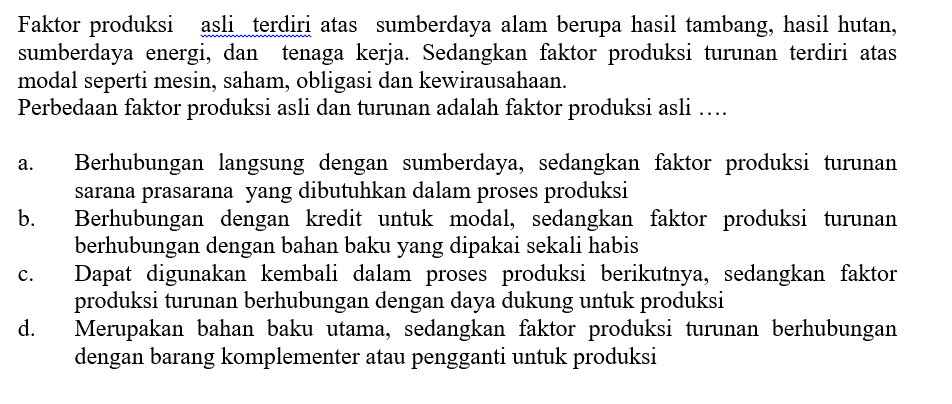 Faktor produksi asli terdiri atas sumberdaya alam berupa hasil tambang, hasil hutan,
sumberdaya energi, dan tenaga kerja. Sedangkan faktor produksi turunan terdiri atas
modal seperti mesin, saham, obligasi dan kewirausahaan.
Perbedaan faktor produksi asli dan turunan adalah faktor produksi asli ....
a. Berhubungan langsung dengan sumberdaya, sedangkan faktor produksi turunan
sarana prasarana yang dibutuhkan dalam proses produksi
b. Berhubungan dengan kredit untuk modal, sedangkan faktor produksi turunan
berhubungan dengan bahan baku yang dipakai sekali habis
c. Dapat digunakan kembali dalam proses produksi berikutnya, sedangkan faktor
produksi turunan berhubungan dengan daya dukung untuk produksi
d. Merupakan bahan baku utama, sedangkan faktor produksi turunan berhubungan
dengan barang komplementer atau pengganti untuk produksi